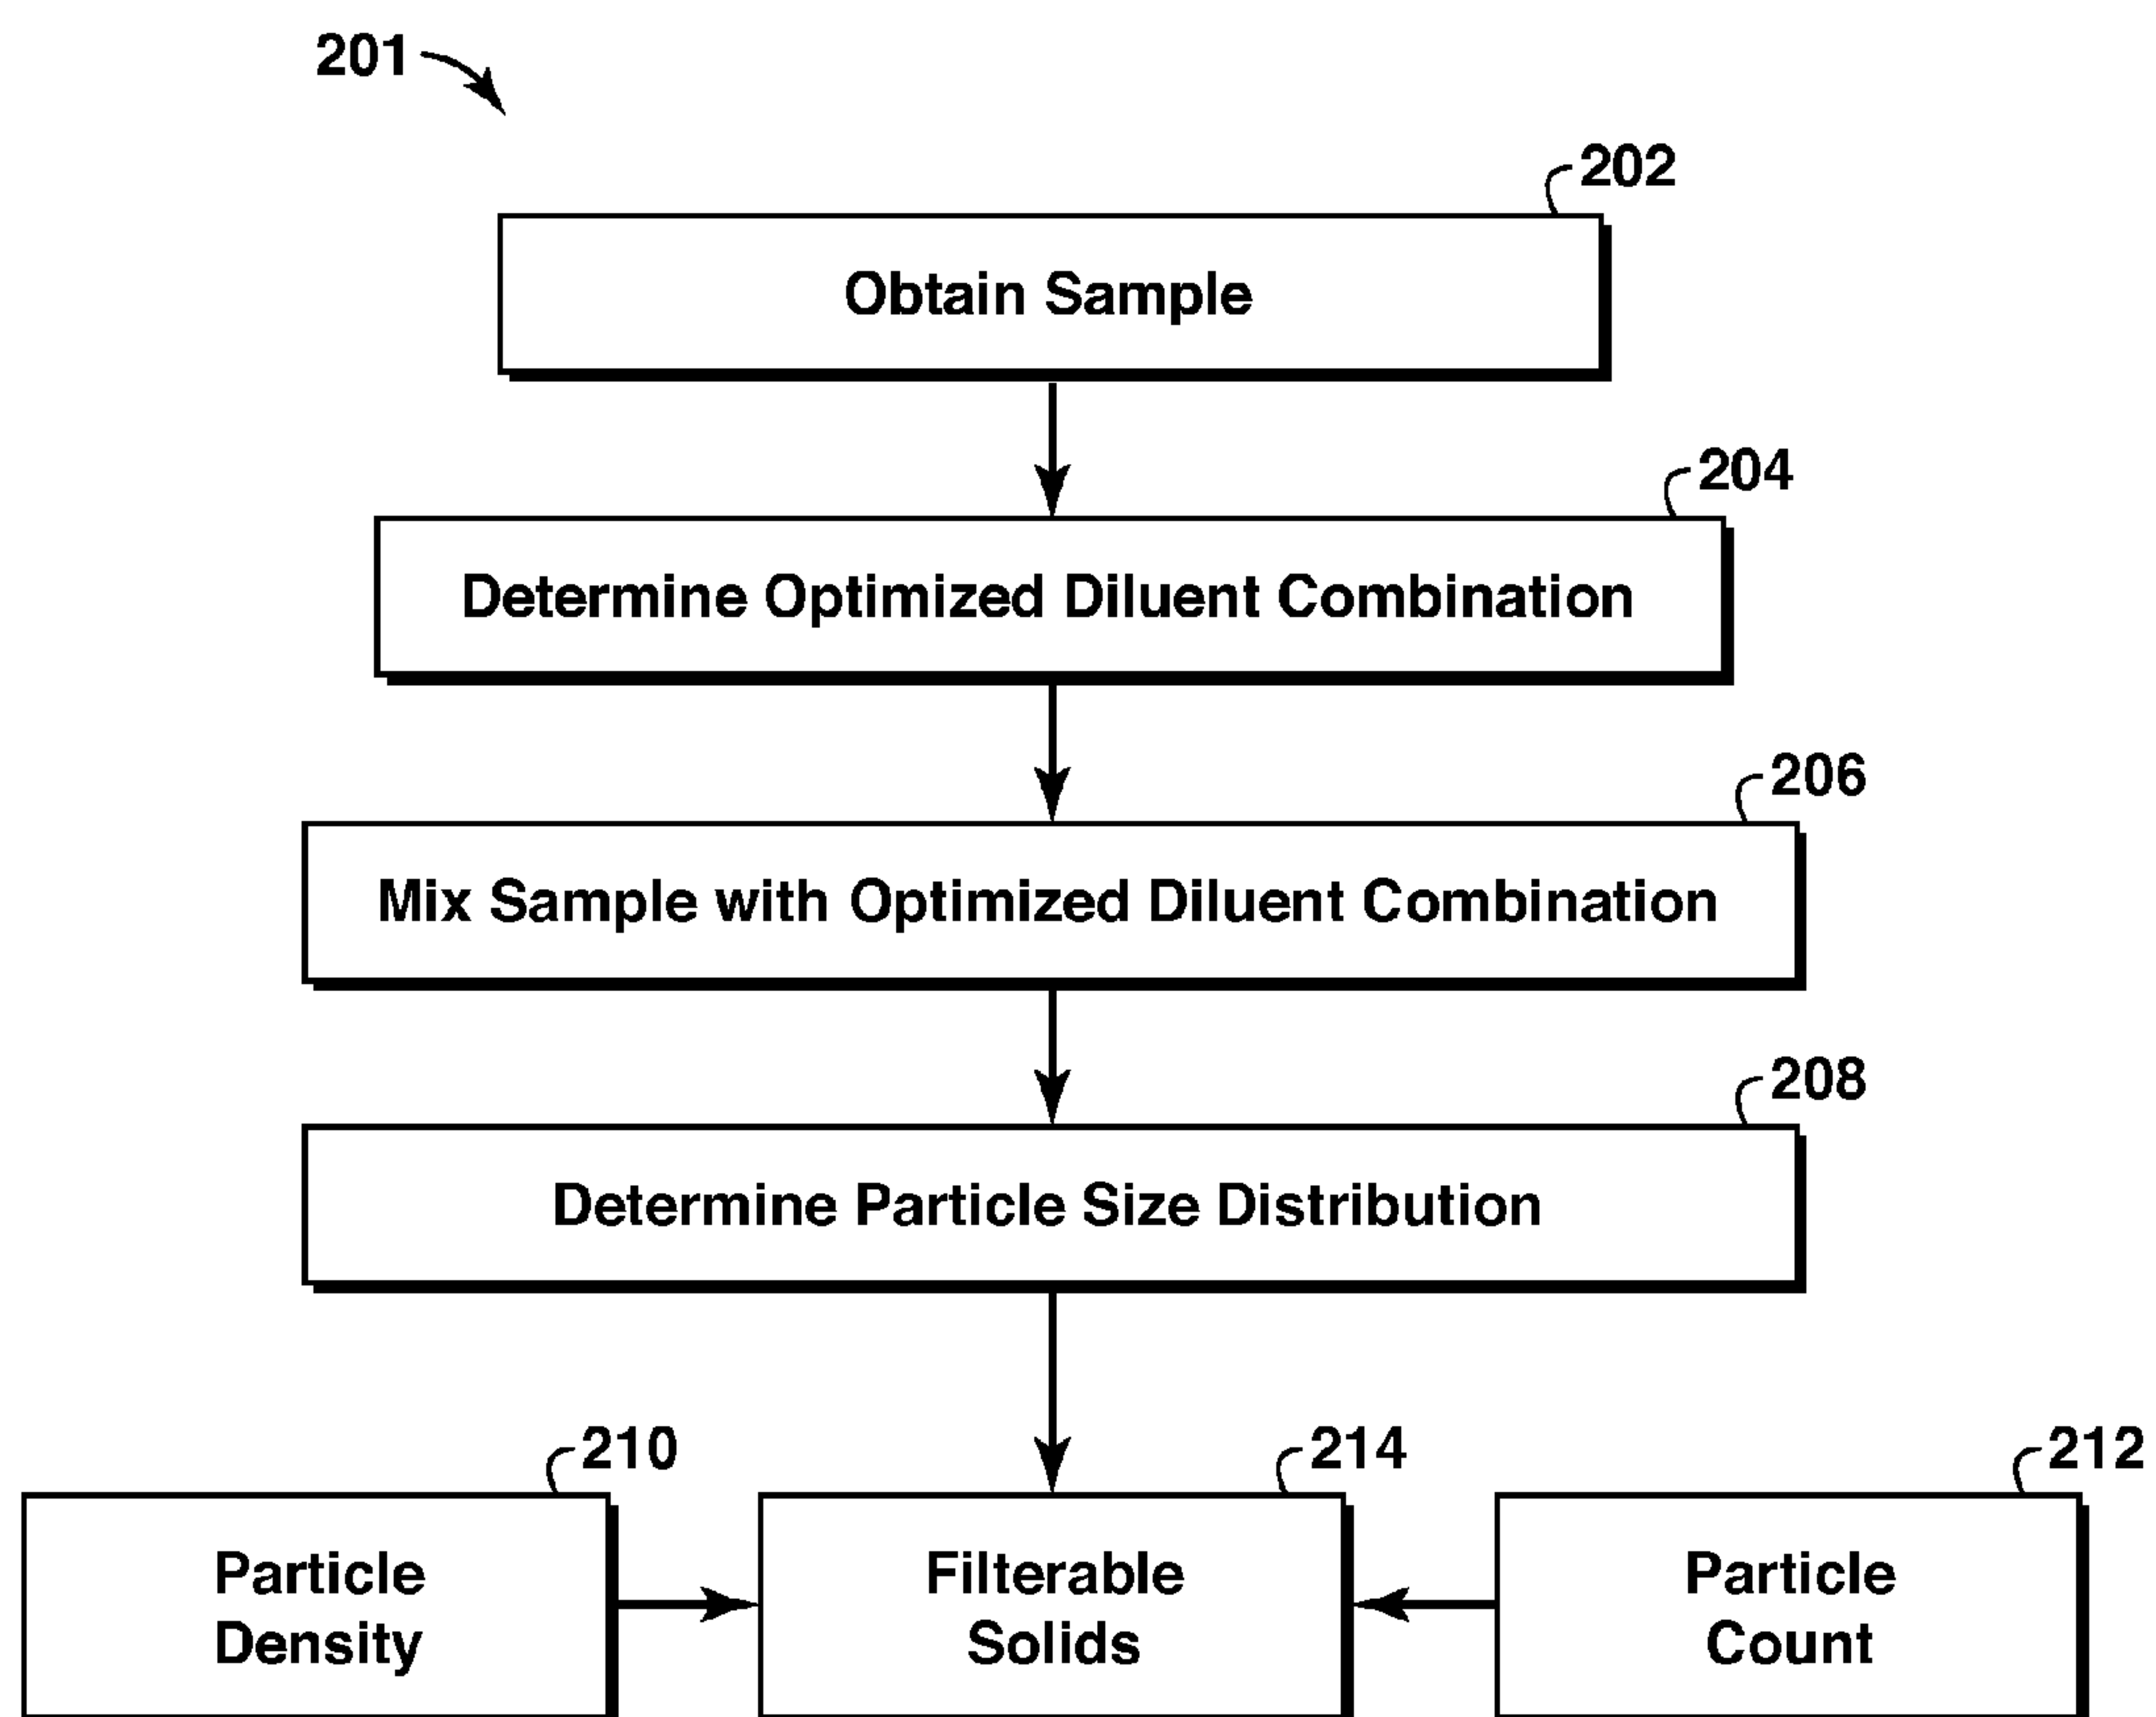 201
202
Obtain Sample
204
Determine Optimized Diluent Combination
206
Mix Sample with Optimized Diluent Combination
208
Determine Particle Size Distribution
210
Particle
Density
214
Filterable
Solids
212
Particle
Count